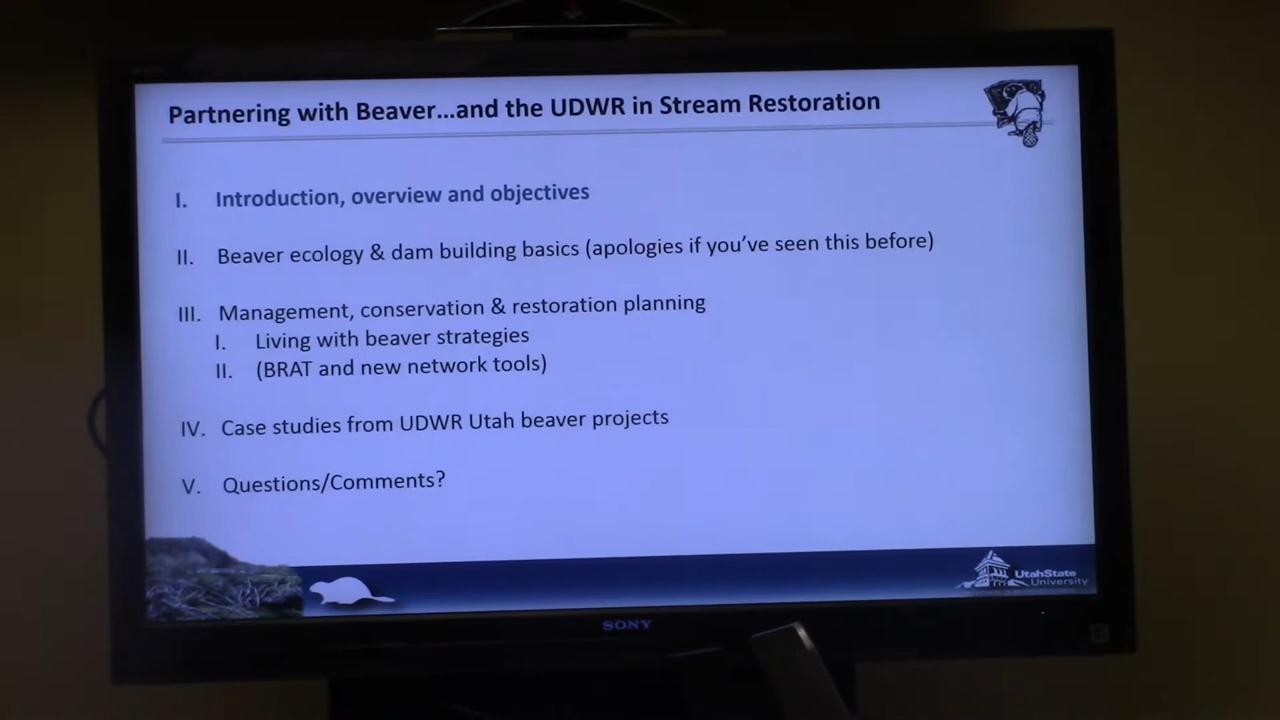 Partnering with Beaver...and the UDWR in Stream Restoration
I. Introduction, overview and objectives
II. Beaver ecology & dam building basics (apologies if you've seen this before)
III. Management, conservation & restoration planning
I. Living with beaver strategies
II. (BRAT and new network tools)
IV. Case studies from UDWR Utah beaver projects
V. Questions/Comments?
UtahState
University
SONY